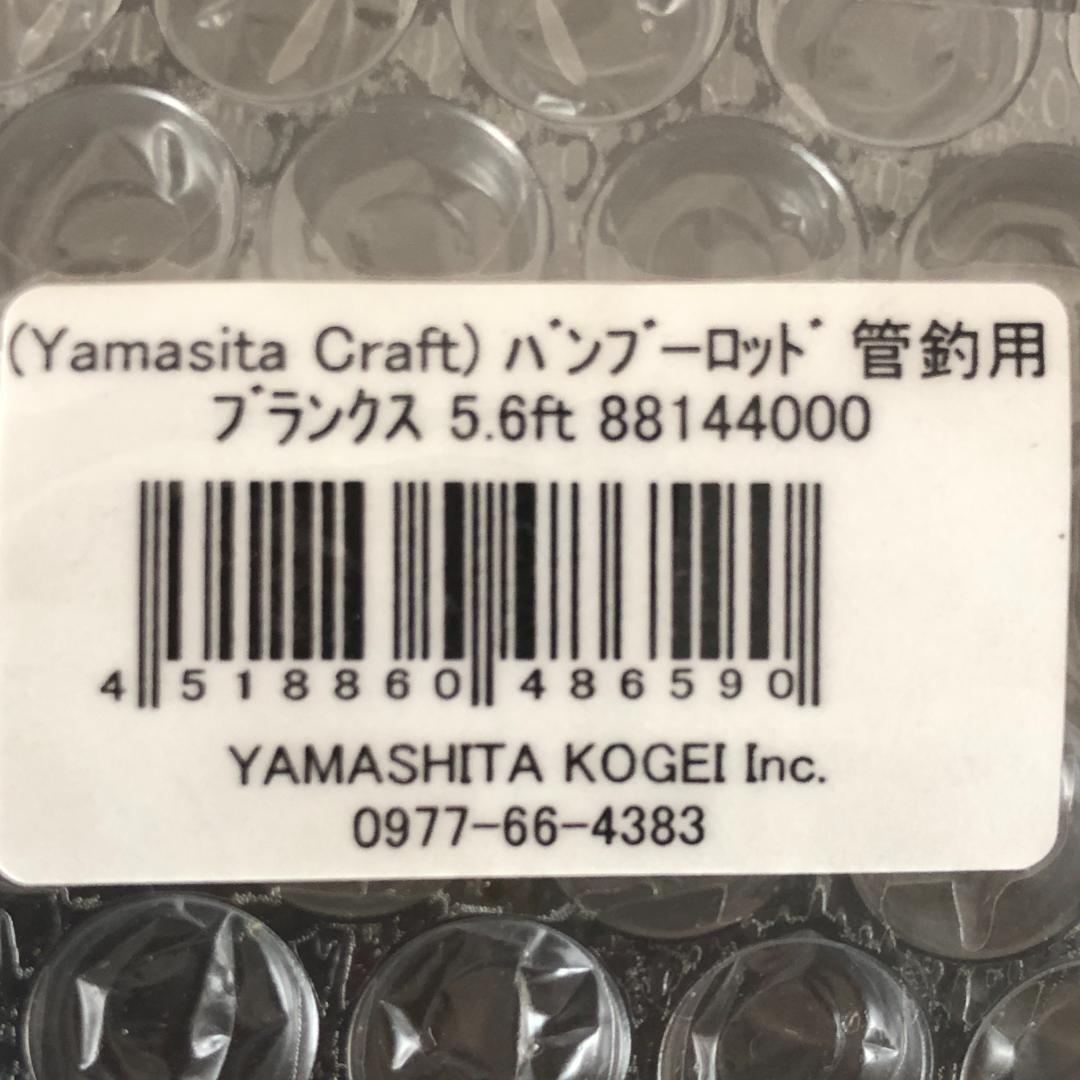 (Yamasita Craft) バンブーロッド 管釣用
ブランクス 5.6ft 88144000
4 518860 486590
YAMASHITA KOGEI Inc.
0977-66-4383